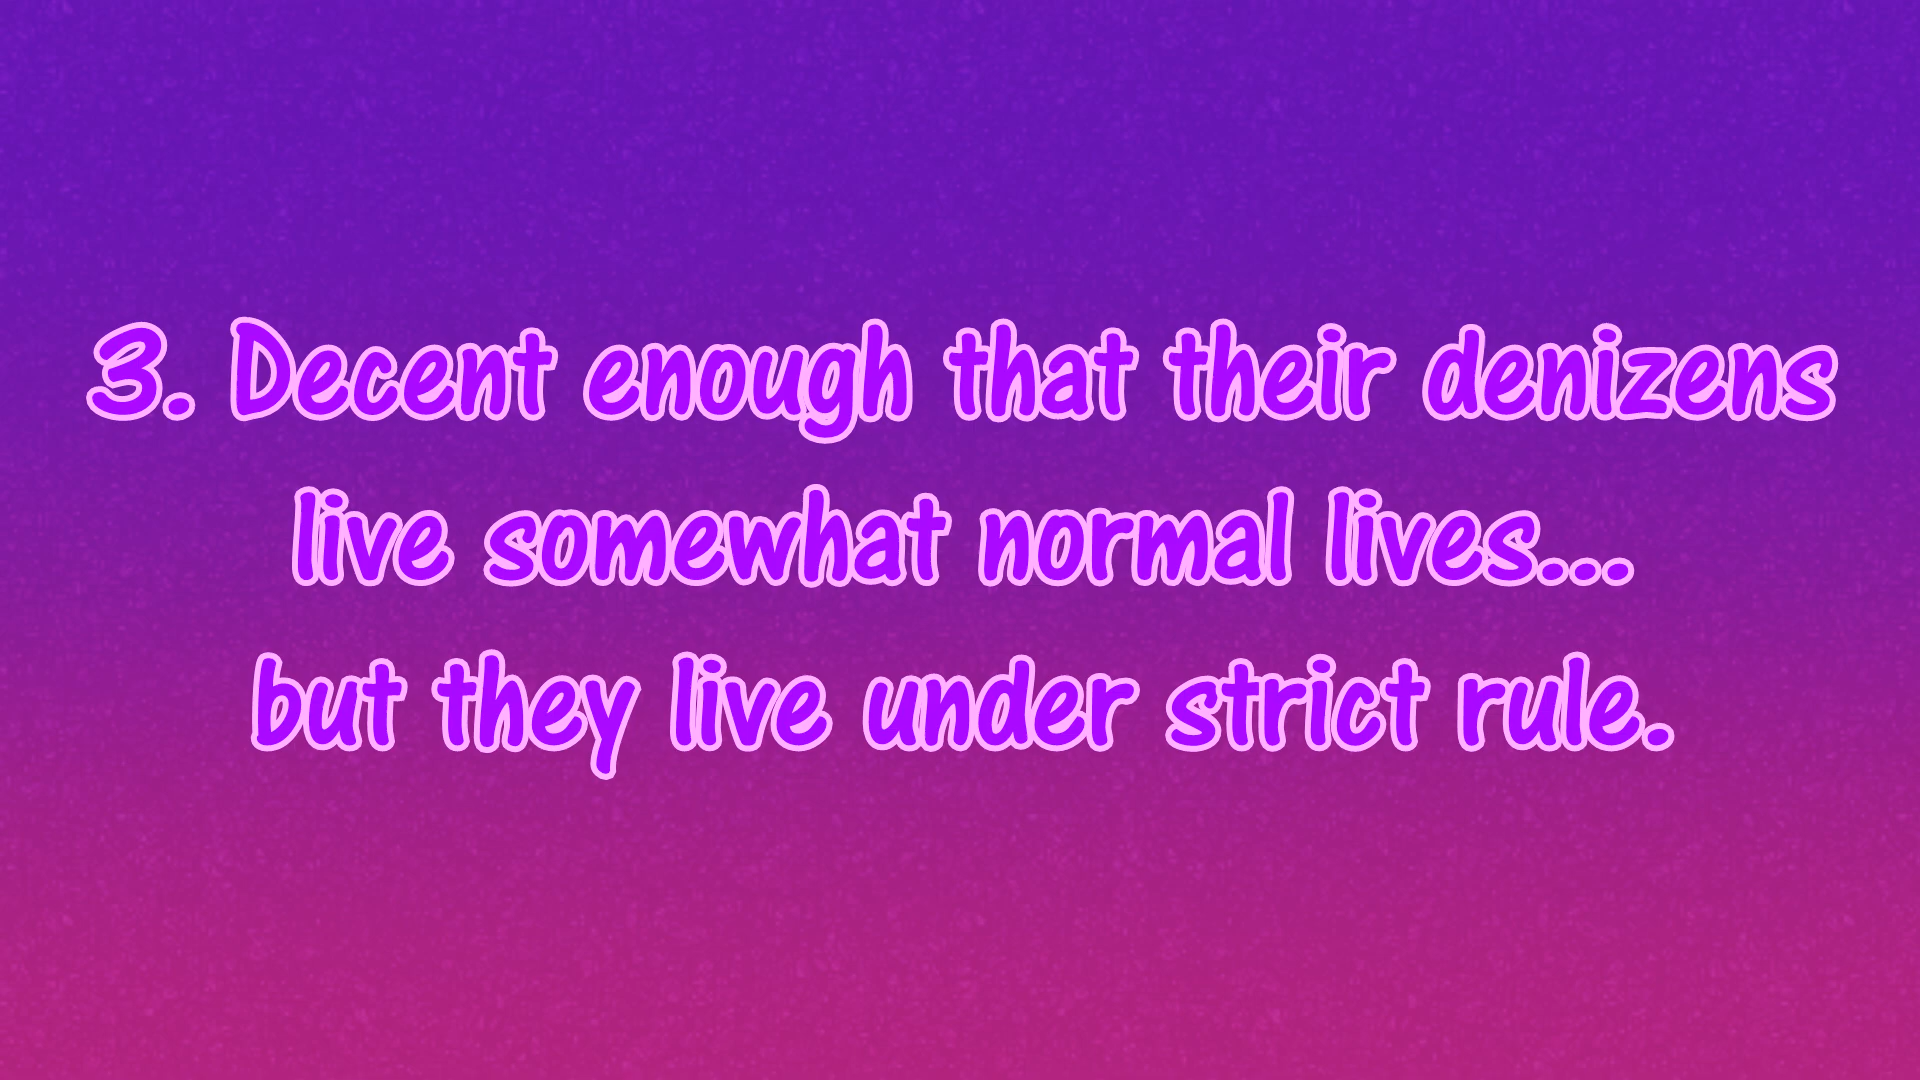 3. Decent enough that their denizens
live somewhat normal lives...
but they live under strict rule.